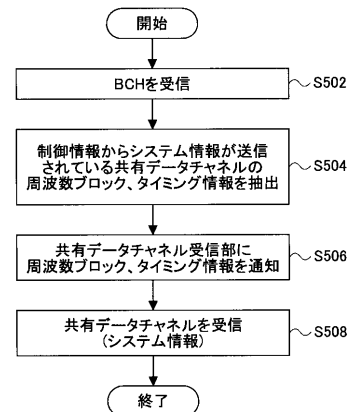 開始
BCHを受信
S502
制御情報からシステム情報が送信
されている共有データチャネルの
周波数ブロック、タイミング情報を抽出
S504
共有データチャネル受信部に
周波数ブロック、タイミング情報を通知
S506
共有データチャネルを受信
(システム情報)
S508
終了